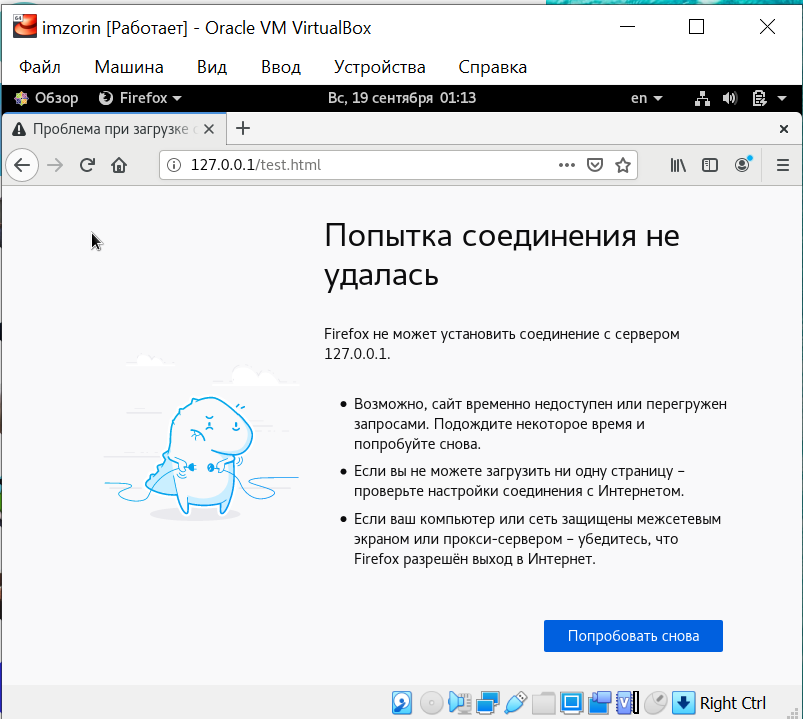 imzorin [Работает] - Oracle VM VirtualBox
Файл Машина Вид Ввод Устройства Справка
Обзор Firefox Вс, 19 сентября 01:13 en
Проблема при загрузке
127.0.0.1/test.html
Попытка соединения не
удалась
Firefox не может установить соединение с сервером
127.0.0.1.
Возможно, сайт временно недоступен или перегружен
запросами. Подождите некоторое время и
попробуйте снова.
Если вы не можете загрузить ни одну страницу –
проверьте настройки соединения с Интернетом.
Если ваш компьютер или сеть защищены межсетевым
экраном или прокси-сервером – убедитесь, что
Firefox разрешён выход в Интернет.
Попробовать снова
Right Ctrl